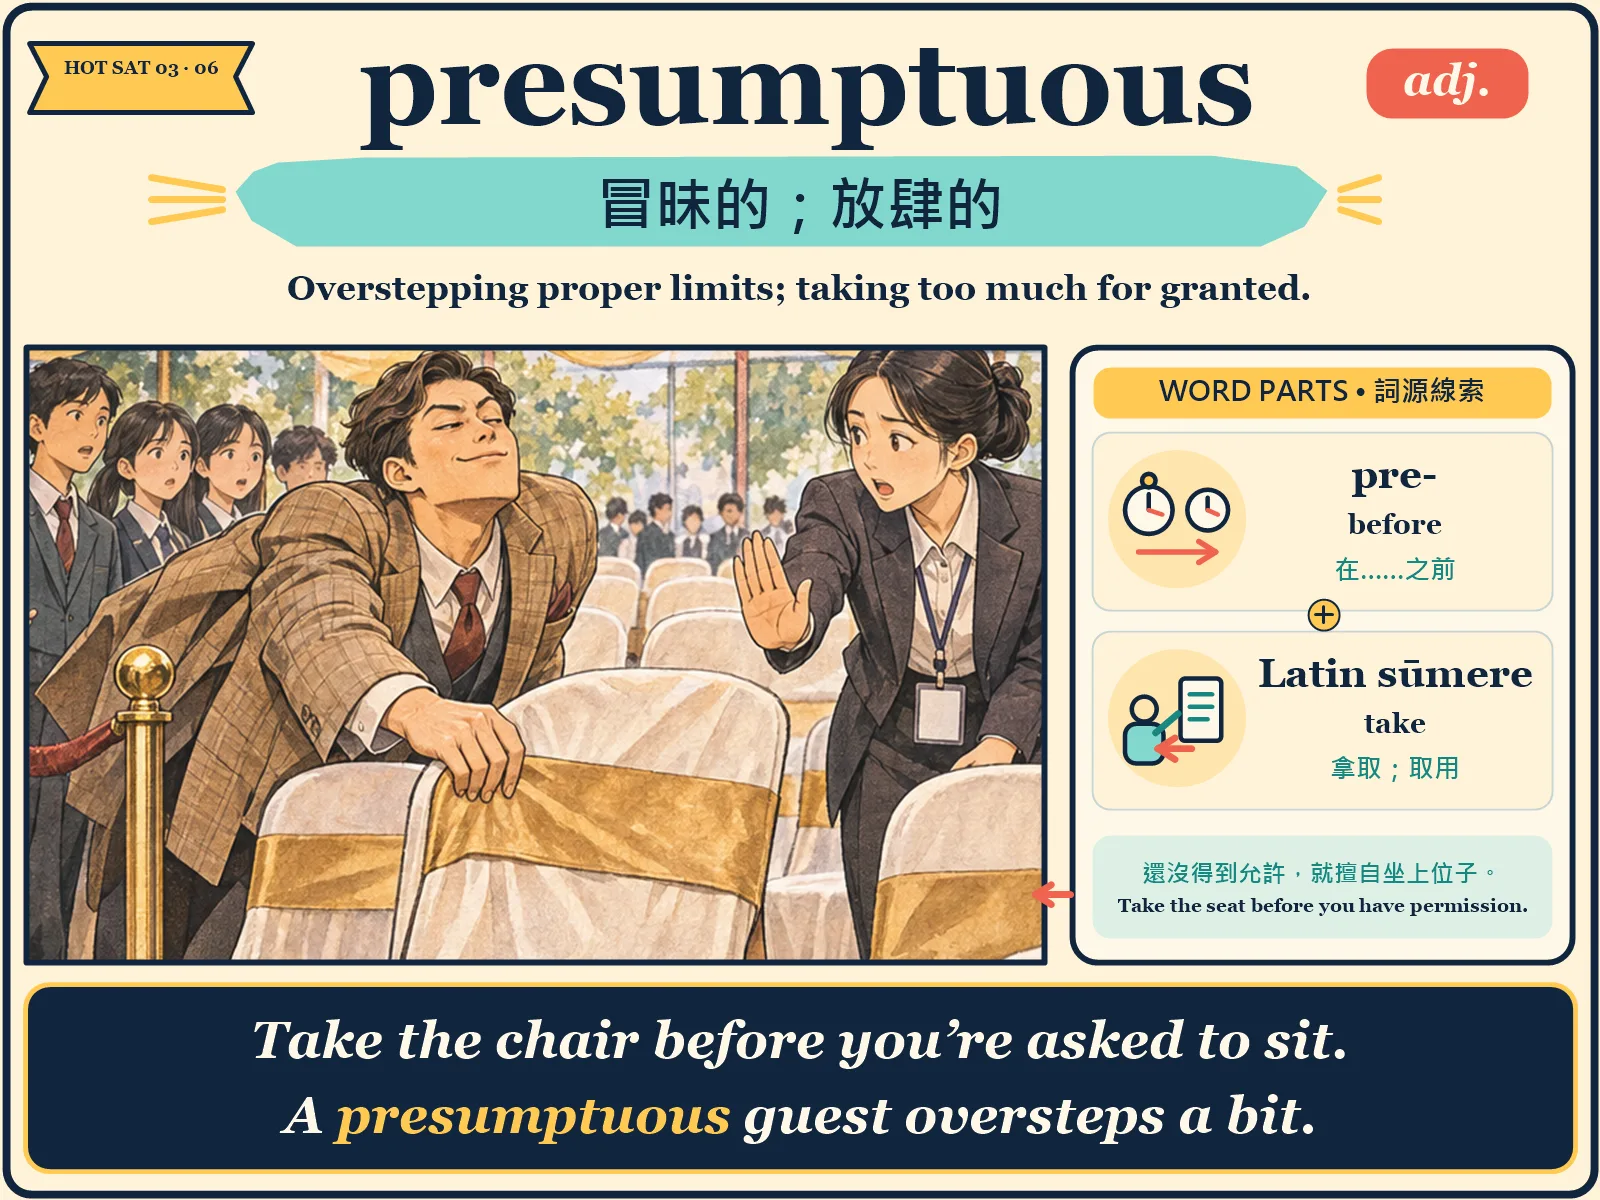 HOT SAT 03 · 06
presumptuous
adj.
冒昧的；放肆的
Overstepping proper limits; taking too much for granted.
WORD PARTS • 詞源線索
pre-
before
在……之前
Latin sūmere
take
拿取；取用
還沒得到允許，就擅自坐上位子。
Take the seat before you have permission.
Take the chair before you’re asked to sit.
A presumptuous guest oversteps a bit.